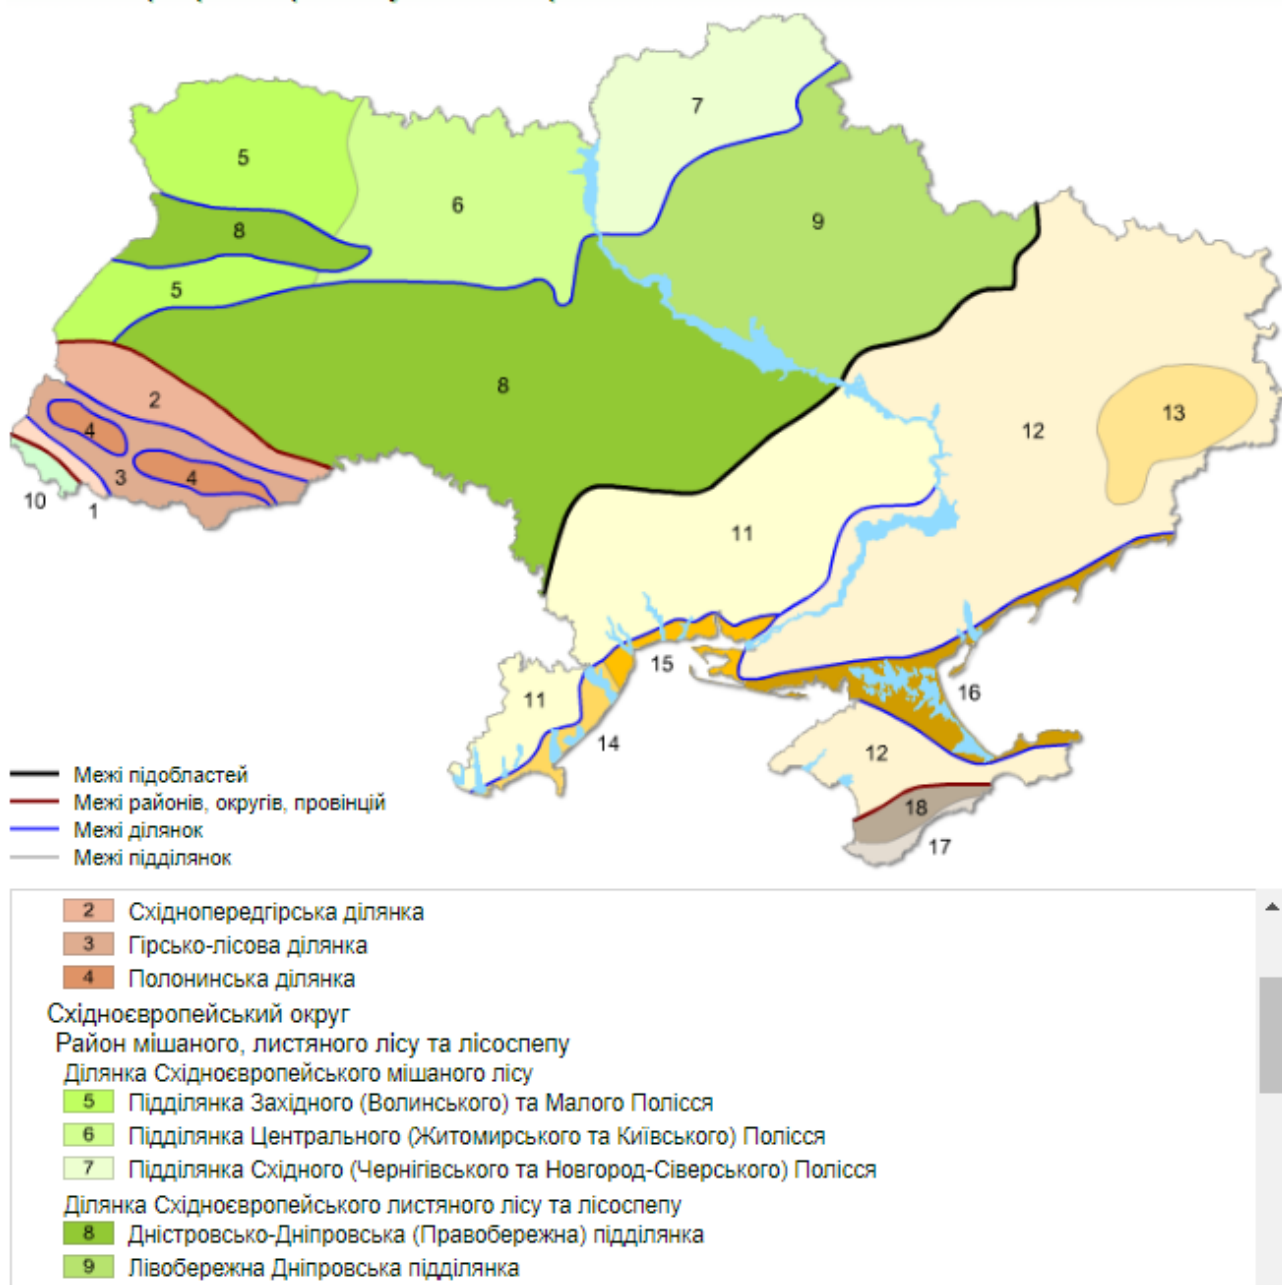 7
5
6
9
8
5
8
2
13
12
4
3
4
10
1
11
15
16
11
14
12
18
17
Межі підобластей
Межі районів, округів, провінцій
Межі ділянок
Межі підділянок
2 Східнопередгірська ділянка
3 Гірсько-лісова ділянка
4 Полонинська ділянка
Східноєвропейський округ
Район мішаного, листяного лісу та лісоспепу
Ділянка Східноєвропейського мішаного лісу
5 Підділянка Західного (Волинського) та Малого Полісся
6 Підділянка Центрального (Житомирського та Київського) Полісся
7 Підділянка Східного (Чернігівського та Новгород-Сіверського) Полісся
Ділянка Східноєвропейського листяного лісу та лісоспепу
8 Дністровсько-Дніпровська (Правобережна) підділянка
9 Лівобережна Дніпровська підділянка